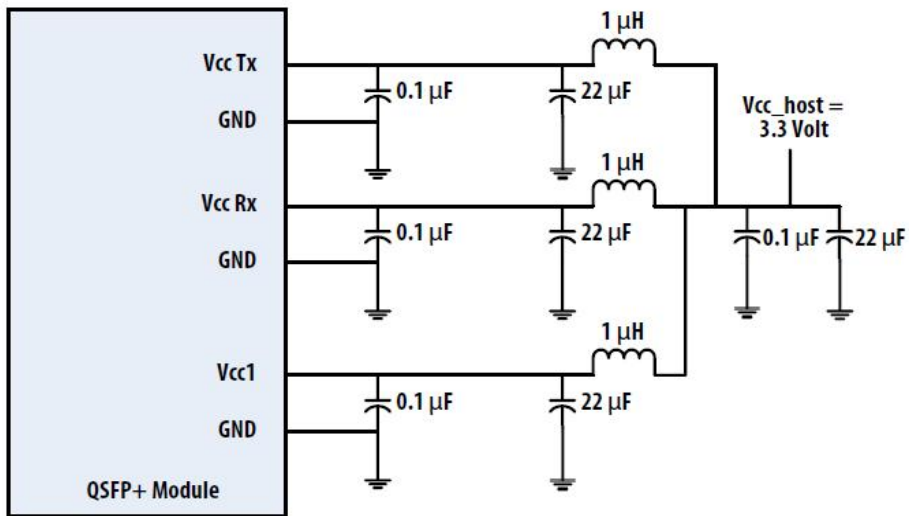 1 μH
Vcc Tx
0.1 μF
22 μF
GND
Vcc_host =
3.3 Volt
1 μH
Vcc Rx
0.1 μF
22 μF
0.1 μF
22 μF
GND
1 μH
Vcc1
0.1 μF
22 μF
GND
QSFP+ Module